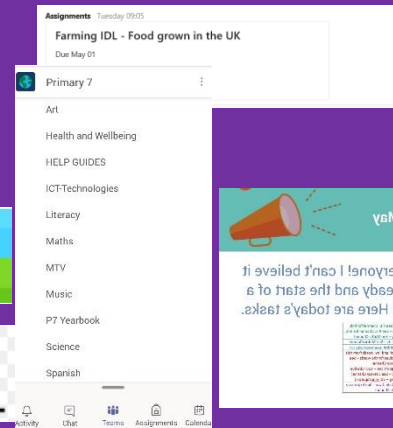 Assignments Tuesday 09:05
Farming IDL - Food grown in the UK
Due May 01
Primary 7
Art
Health and Wellbeing
HELP GUIDES
ICT-Technologies
Literacy
Maths
MTV
Music
P7 Yearbook
Science
Spanish
Activity
Chat
Teams
Assignments
Calenda
May
eryone! I can't believe it
eady and the start of a
Here are today's tasks.